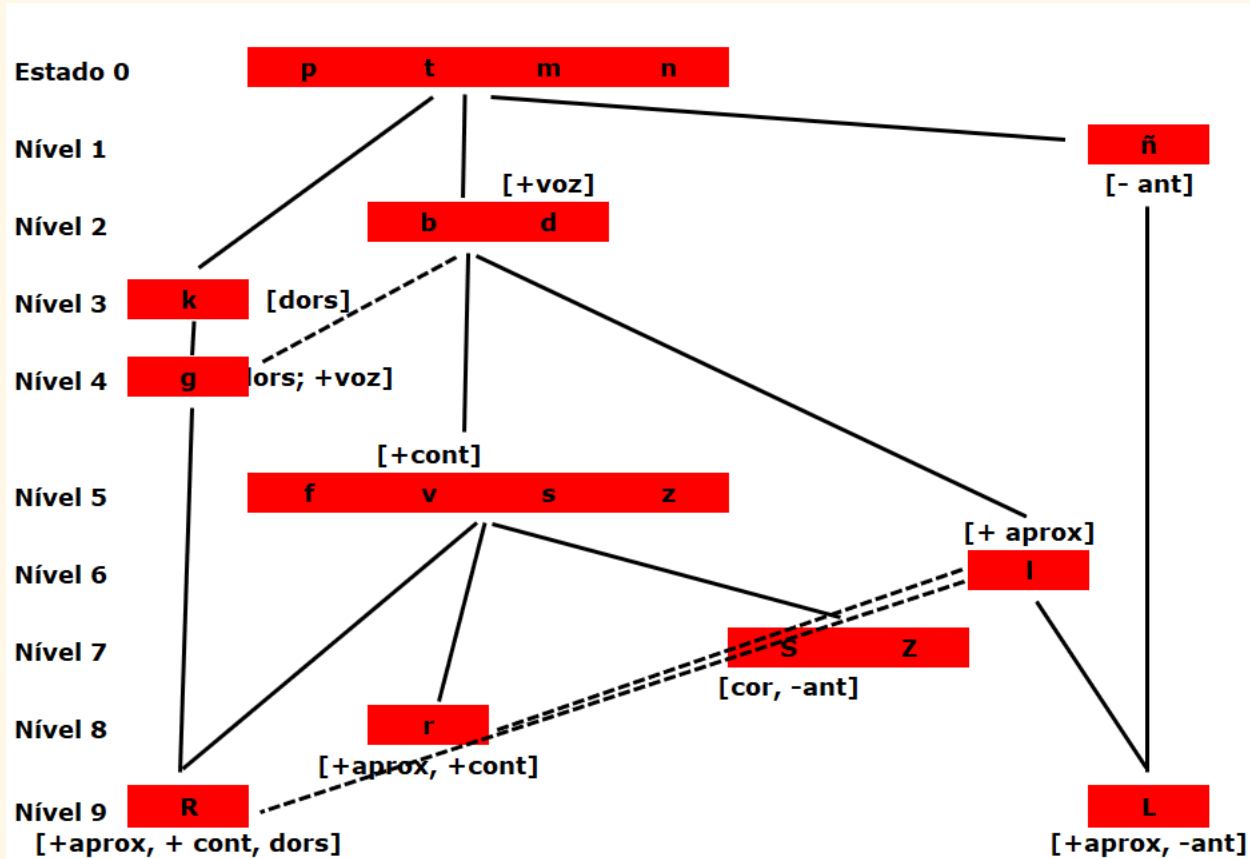 Estado 0 p t m n
Nível 1 ñ
[- ant]
[+voz]
Nível 2 b d
Nível 3 k [dors]
Nível 4 g lors; +voz]
[+cont]
Nível 5 f v s z
[+ aprox]
Nível 6 l
Nível 7 S Z
[cor, -ant]
Nível 8 r
[+aprox, +cont]
Nível 9 R L
[+aprox, + cont, dors] [+aprox, -ant]